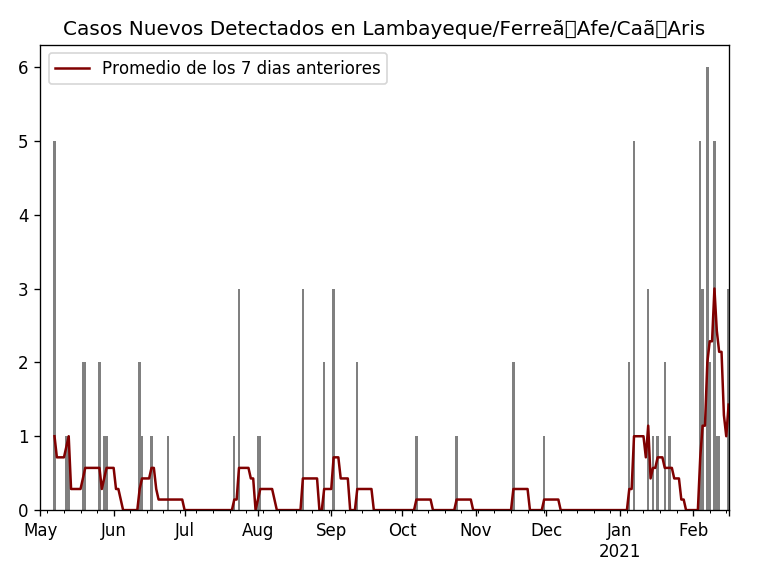 Casos Nuevos Detectados en Lambayeque/Ferreã▯Afe/Caã▯Aris
Promedio de los 7 dias anteriores
6
5
4
3
2
1
0
May Jun Jul Aug Sep Oct Nov Dec Jan Feb
2021